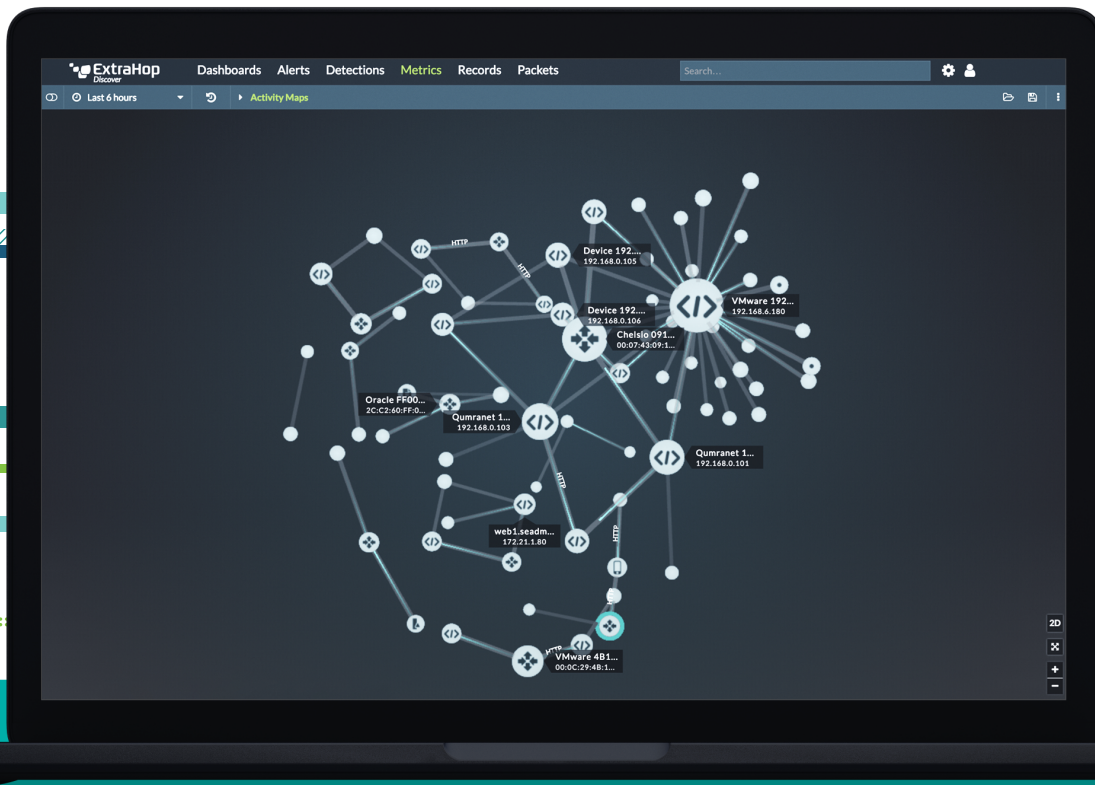 ExtraHop
Discover
Dashboards Alerts Detections Metrics Records Packets
Search...
Last 6 hours
Activity Maps
HTTP
HTTP
Device 192....
192.168.0.105
VMware 192...
192.168.6.180
Device 192....
192.168.0.106
Chelsio 091...
00:07:43:09:1...
Oracle FF00...
2C:C2:60:FF:0...
Qumranet 1...
192.168.0.103
Qumranet 1...
192.168.0.101
HTTP
web1.seadm...
172.21.1.80
HTTP
HTTP
HTTP
VMware 4B1...
00:0C:29:4B:1...
2D